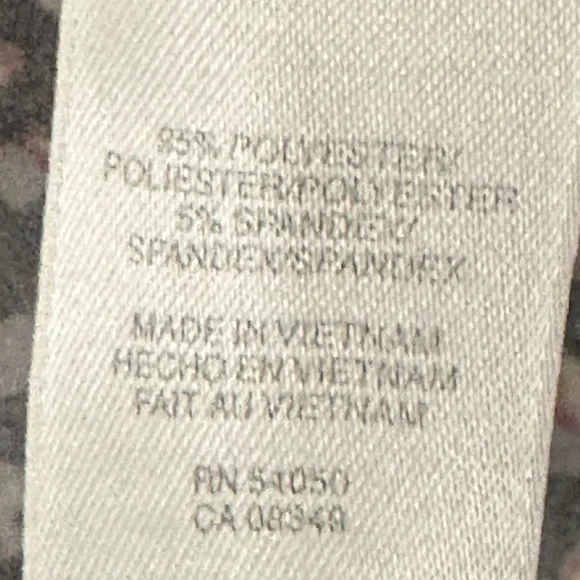 95% POLYESTER/
POLIESTER/POLYESTER
5% SPANDEX/
SPANDEX/SPANDEX
MADE IN VIETNAM
HECHO EN VIETNAM
FAIT AU VIETNAM
RN 54050
CA 08349